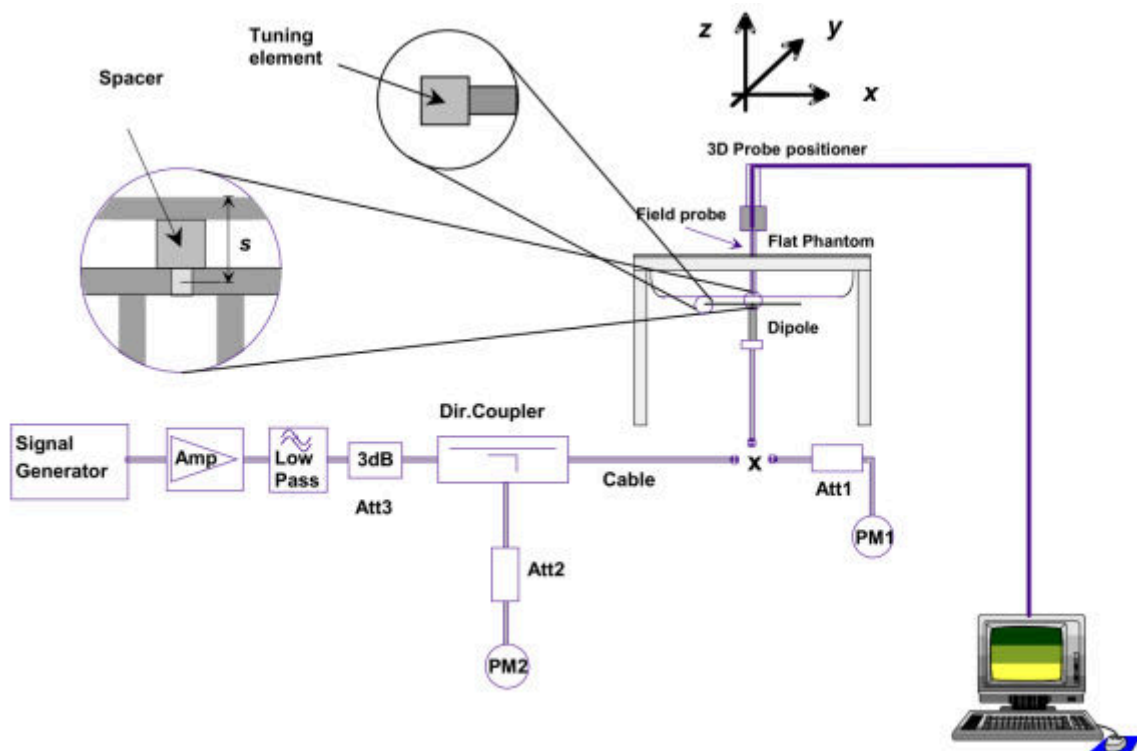 Tuning
element
Spacer
z
y
x
3D Probe positioner
Field probe
Flat Phantom
s
Dipole
Dir.Coupler
Signal
Generator
Amp
Low
Pass
3dB
Att3
Cable
x
Att1
PM1
Att2
PM2